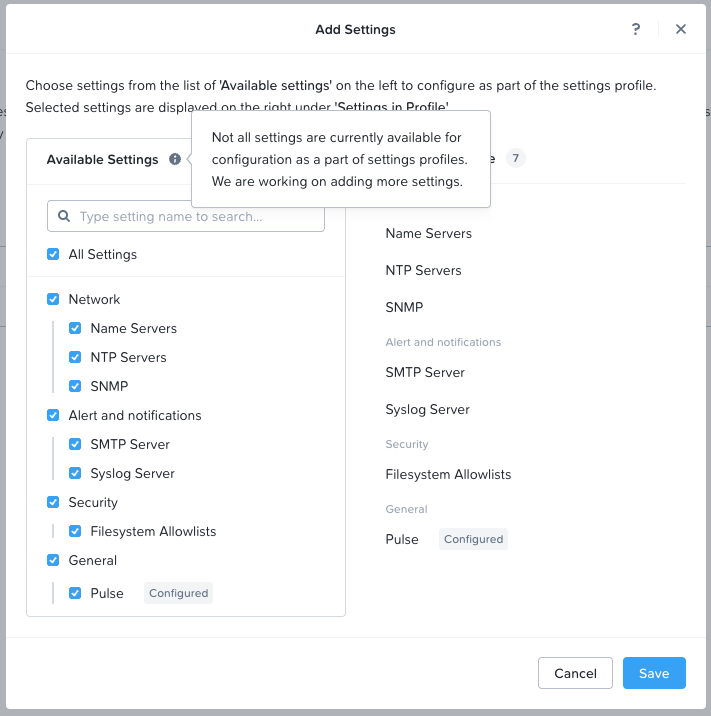 Add Settings
?
Choose settings from the list of 'Available settings' on the left to configure as part of the settings profile.
Selected settings are displayed on the right under 'Settings in Profile'
Not all settings are currently available for
configuration as a part of settings profiles.
We are working on adding more settings.
Available Settings
7
Type setting name to search...
All Settings
Network
Name Servers
NTP Servers
SNMP
Alert and notifications
SMTP Server
Syslog Server
Security
Filesystem Allowlists
General
Pulse Configured
Name Servers
NTP Servers
SNMP
Alert and notifications
SMTP Server
Syslog Server
Security
Filesystem Allowlists
General
Pulse Configured
Cancel
Save